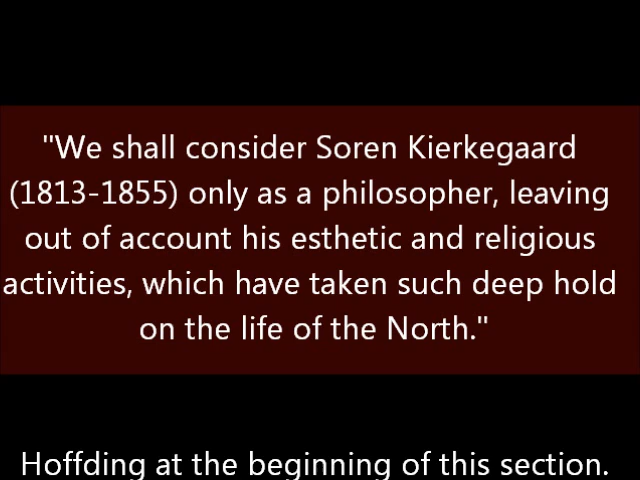 "We shall consider Soren Kierkegaard
(1813-1855) only as a philosopher, leaving
out of account his esthetic and religious
activities, which have taken such deep hold
on the life of the North."
Hoffding at the beginning of this section.